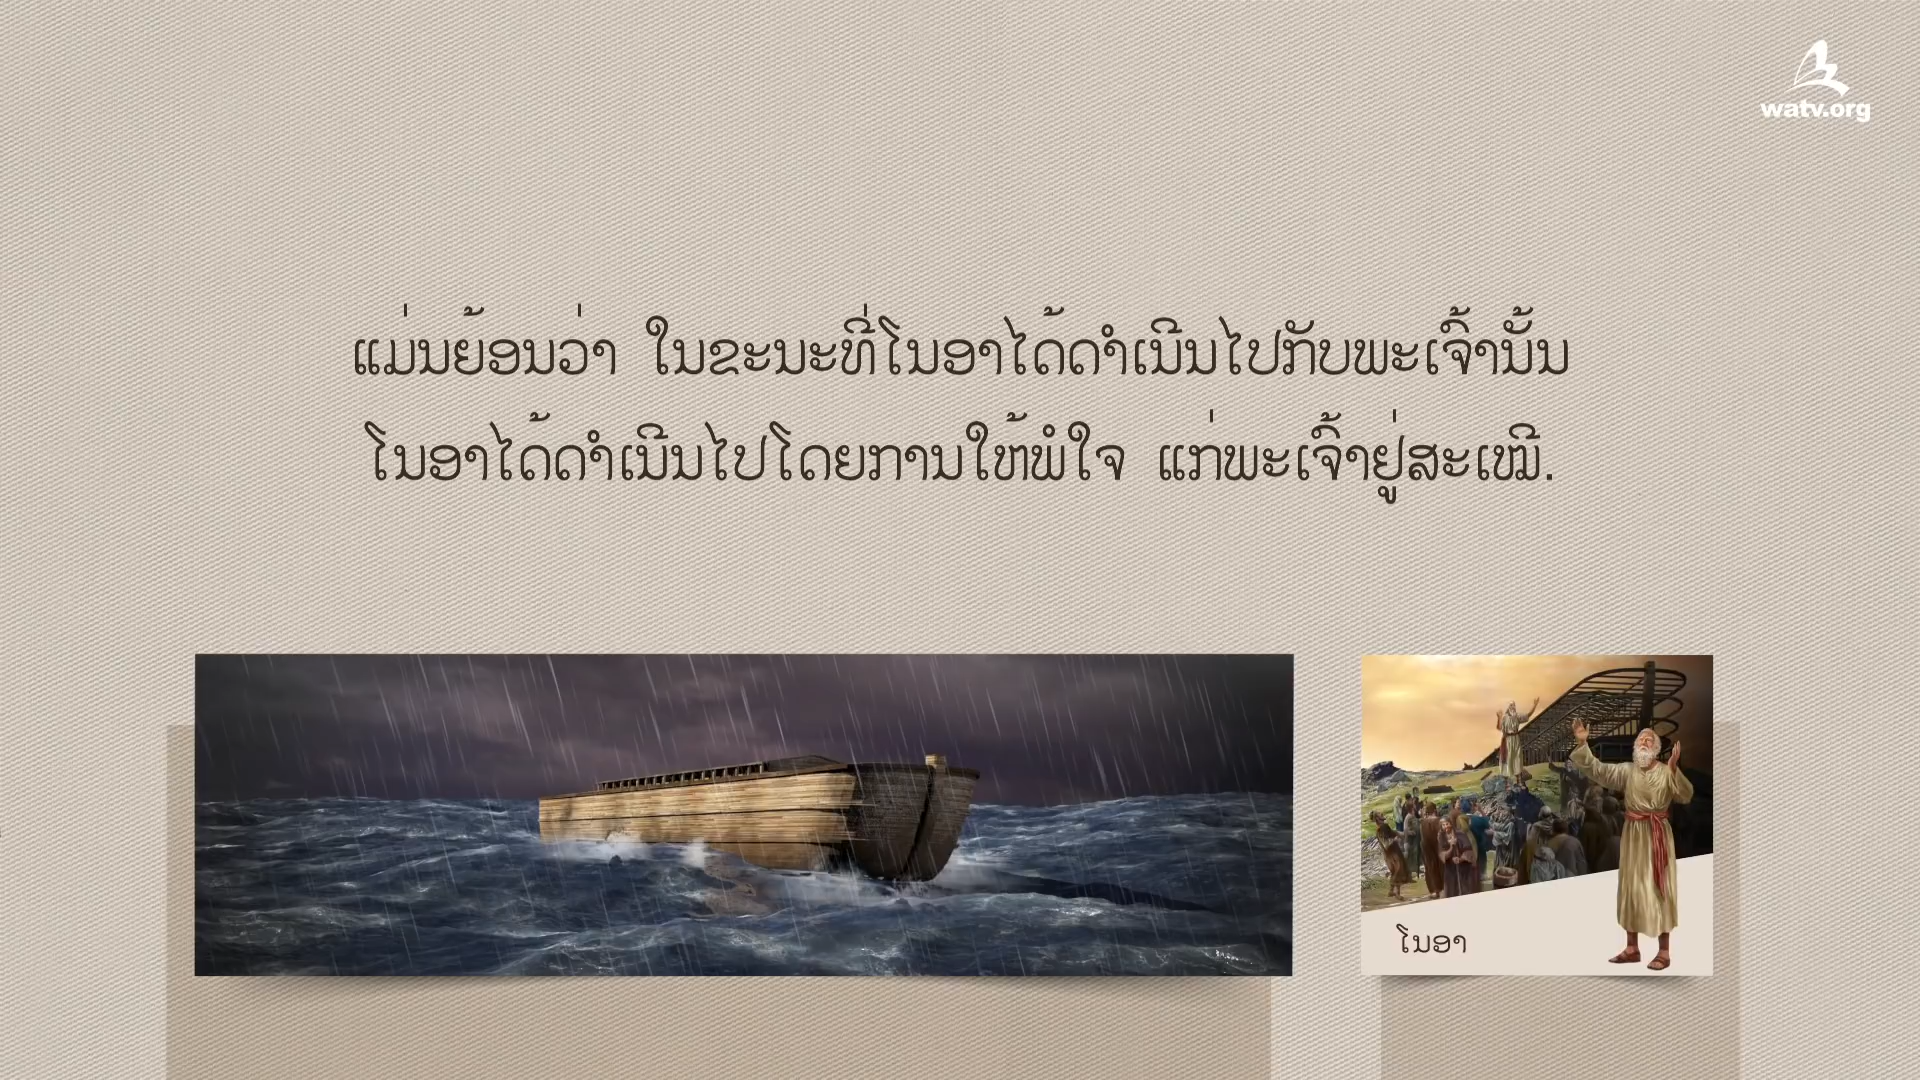 watv.org
ແມ່ນຍ້ອນວ່າ ໃນຂະນະທີ່ໂນອາໄດ້ດຳເນີນໄປກັບພະເຈົ້ານັ້ນ
ໂນອາໄດ້ດຳເນີນໄປໂດຍການໃຫ້ພໍໃຈ ແກ່ພະເຈົ້າຢູ່ສະເໝີ.
ໂນອາ